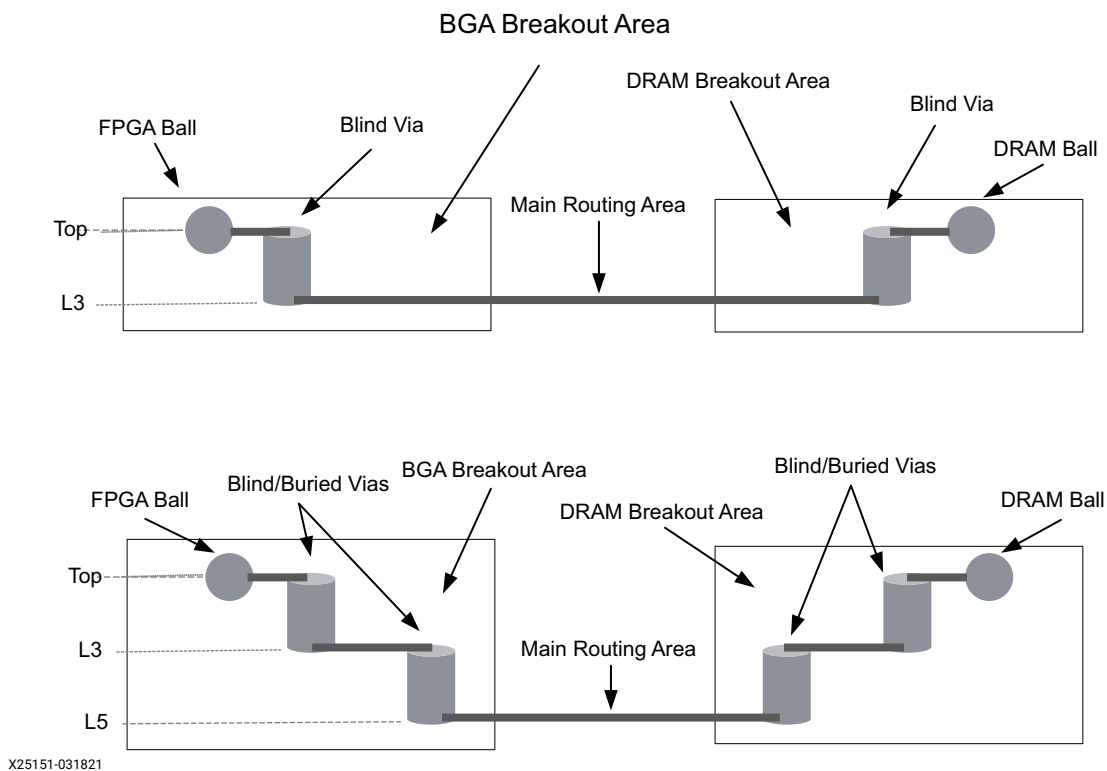 BGA Breakout Area
DRAM Breakout Area
Blind Via
FPGA Ball
Blind Via
DRAM Ball
Main Routing Area
Top
L3
BGA Breakout Area
Blind/Buried Vias
Blind/Buried Vias
FPGA Ball
DRAM Breakout Area
DRAM Ball
Top
L3
Main Routing Area
L5
X25151-031821